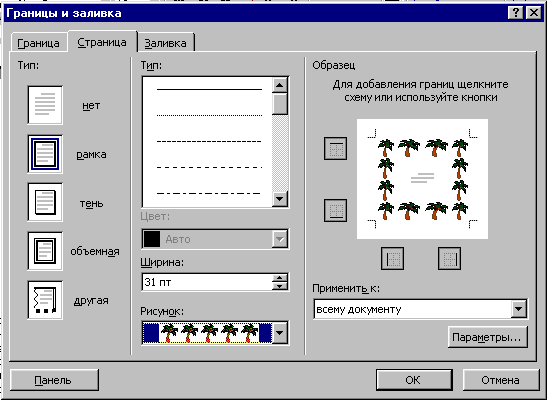 Границы и заливка
Граница
Страница
Заливка
Тип:
нет
рамка
тень
объемная
другая
Тип:
Цвет:
Авто
Ширина:
31 пт
Рисунок:
Образец
Для добавления границ щелкните
схему или используйте кнопки
Применить к:
всему документу
Параметры...
Панель
ОК
Отмена